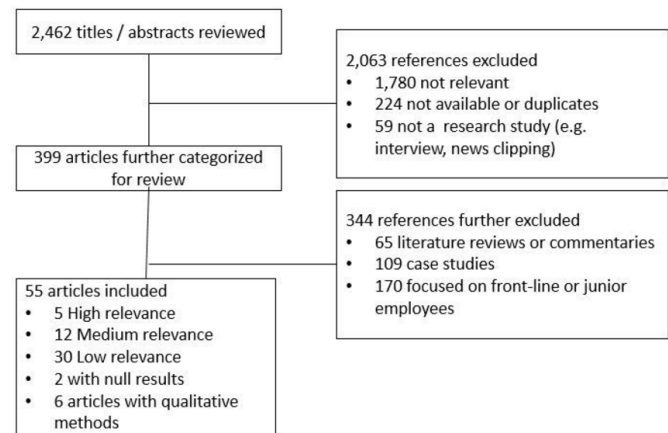 2,462 titles / abstracts reviewed
2,063 references excluded
• 1,780 not relevant
• 224 not available or duplicates
• 59 not a research study (e.g.
interview, news clipping)
399 articles further categorized
for review
344 references further excluded
• 65 literature reviews or commentaries
• 109 case studies
• 170 focused on front-line or junior
employees
55 articles included
• 5 High relevance
• 12 Medium relevance
• 30 Low relevance
• 2 with null results
• 6 articles with qualitative
methods